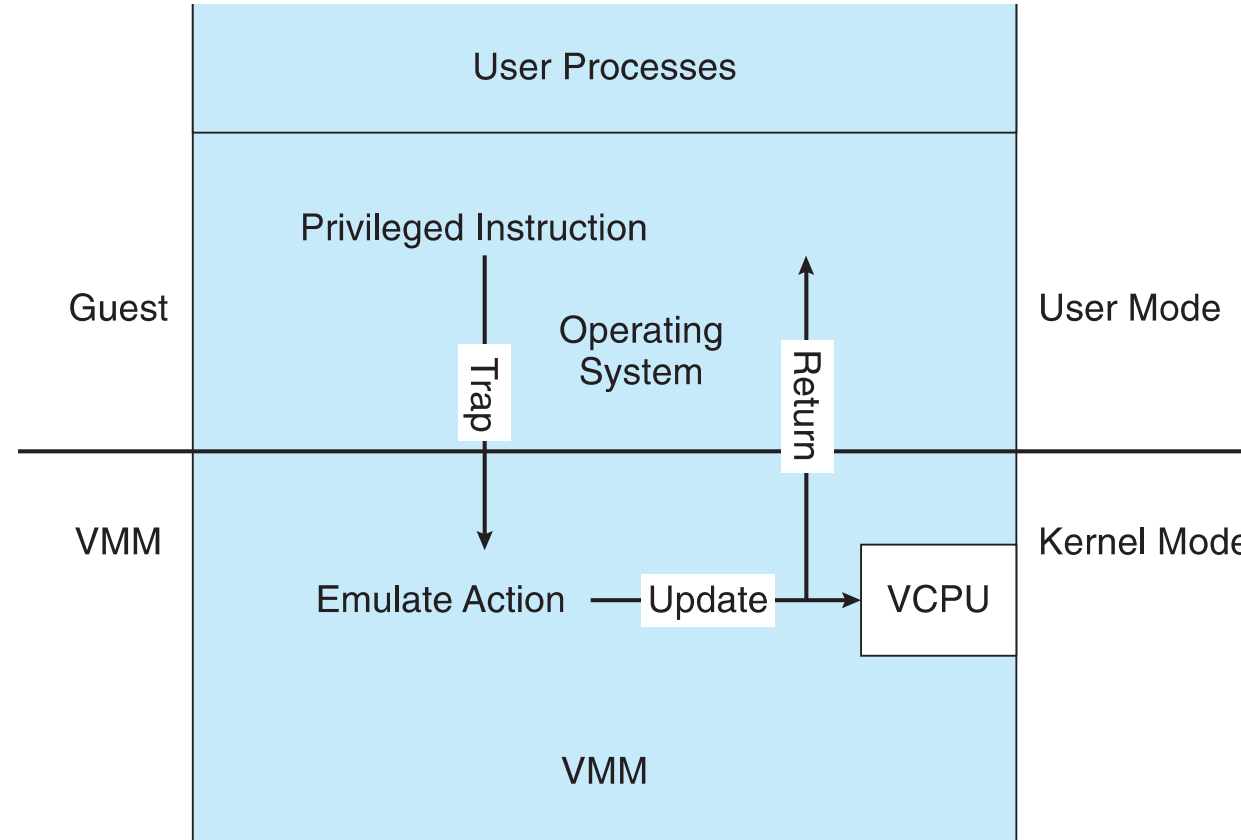 User Processes
Privileged Instruction
Guest
Operating
System
User Mode
Trap
Return
VMM
Kernel Mode
Emulate Action
Update
VCPU
VMM